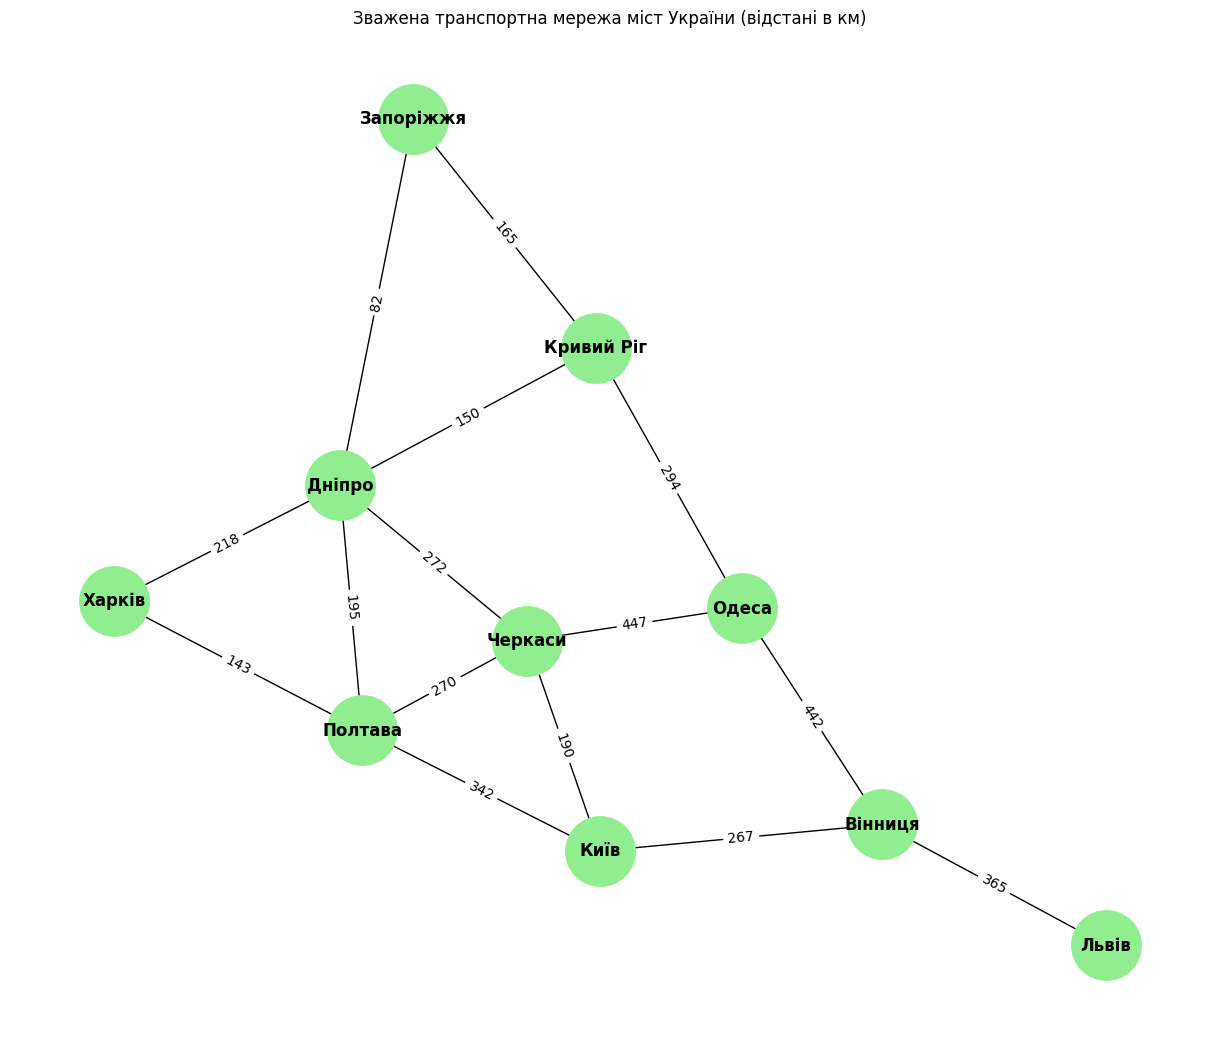 Зважена транспортна мережа міст України (відстані в км)
Запоріжжя
165
82
Кривий Ріг
150
294
Дніпро
218
272
195
Харків
Одеса
447
Черкаси
143
270
442
Полтава
190
342
Вінниця
267
Київ
365
Львів